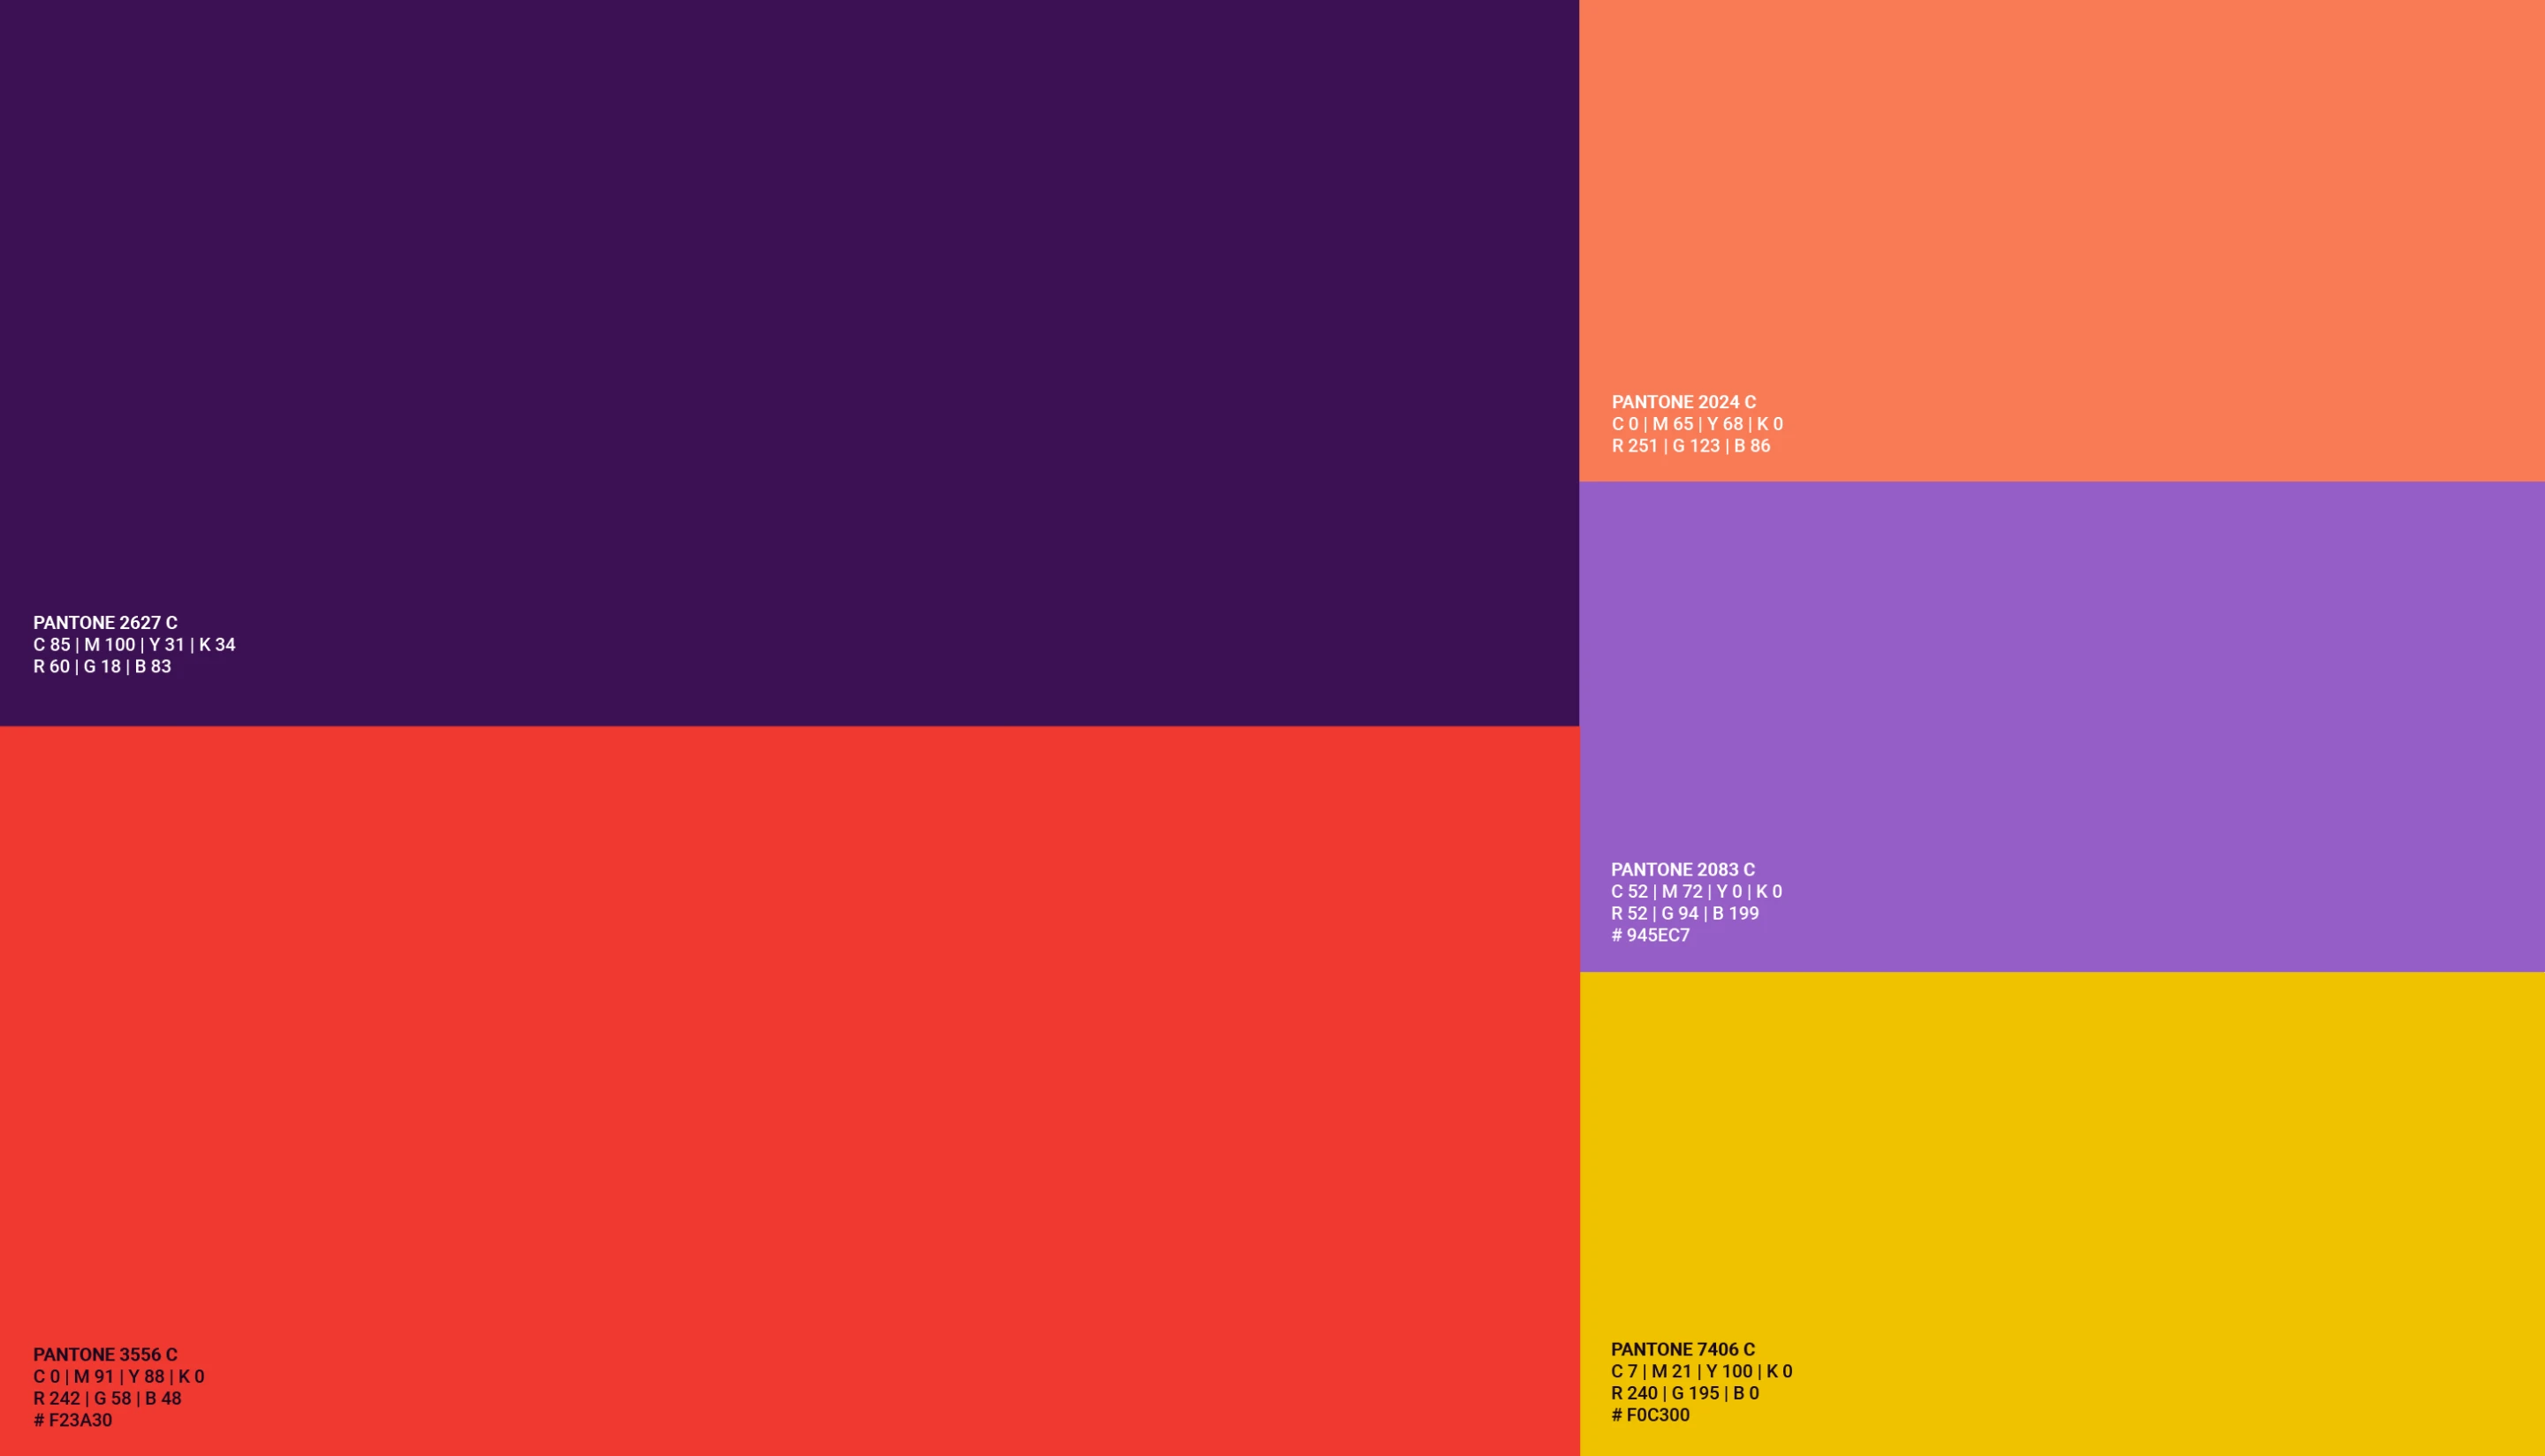 PANTONE 2627 C
C 85 | M 100 | Y 31 | K 34
R 60 | G 18 | B 83
PANTONE 3556 C
C 0 | M 91 | Y 88 | K 0
R 242 | G 58 | B 48
# F23A30
PANTONE 2024 C
C 0 | M 65 | Y 68 | K 0
R 251 | G 123 | B 86
PANTONE 2083 C
C 52 | M 72 | Y 0 | K 0
R 52 | G 94 | B 199
# 945EC7
PANTONE 7406 C
C 7 | M 21 | Y 100 | K 0
R 240 | G 195 | B 0
# F0C300